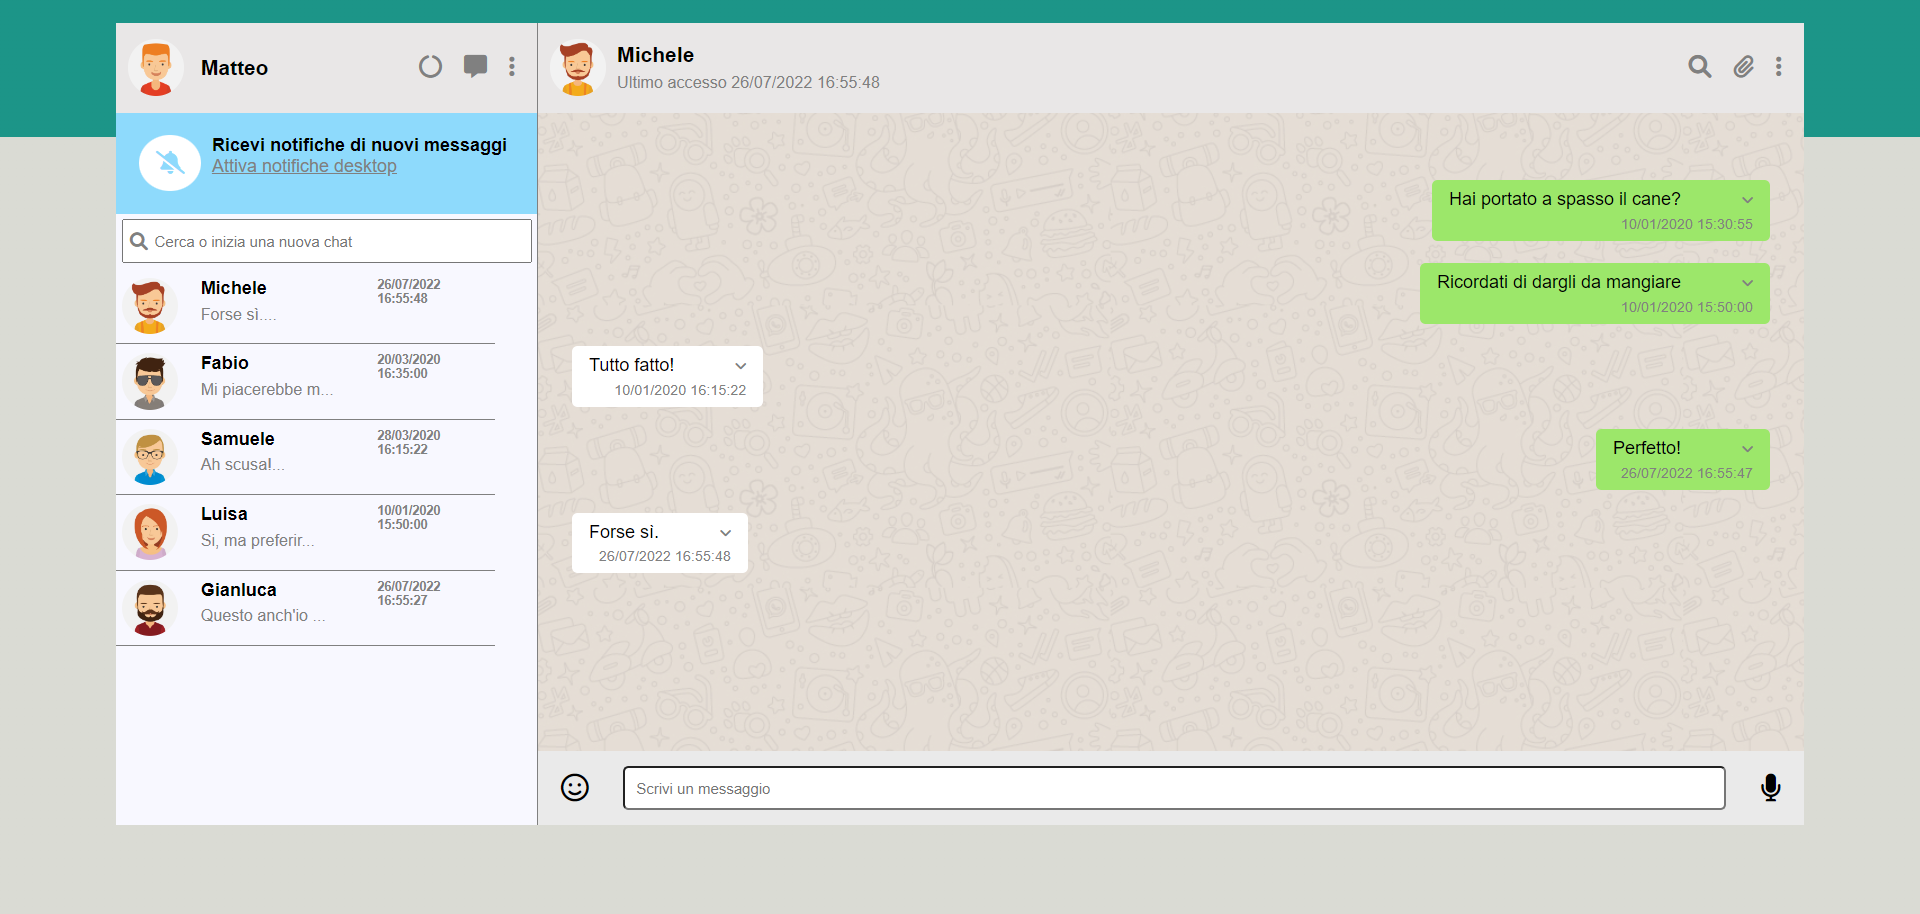 Matteo
Ricevi notifiche di nuovi messaggi
Attiva notifiche desktop
Cerca o inizia una nuova chat
Michele
26/07/2022
16:55:48
Forse sì....
Fabio
20/03/2020
16:35:00
Mi piacerebbe m...
Samuele
28/03/2020
16:15:22
Ah scusa!...
Luisa
10/01/2020
15:50:00
Si, ma preferir...
Gianluca
26/07/2022
16:55:27
Questo anch'io ...
Michele
Ultimo accesso 26/07/2022 16:55:48
Hai portato a spasso il cane?
10/01/2020 15:30:55
Ricordati di dargli da mangiare
10/01/2020 15:50:00
Tutto fatto!
10/01/2020 16:15:22
Perfetto!
26/07/2022 16:55:47
Forse sì.
26/07/2022 16:55:48
Scrivi un messaggio